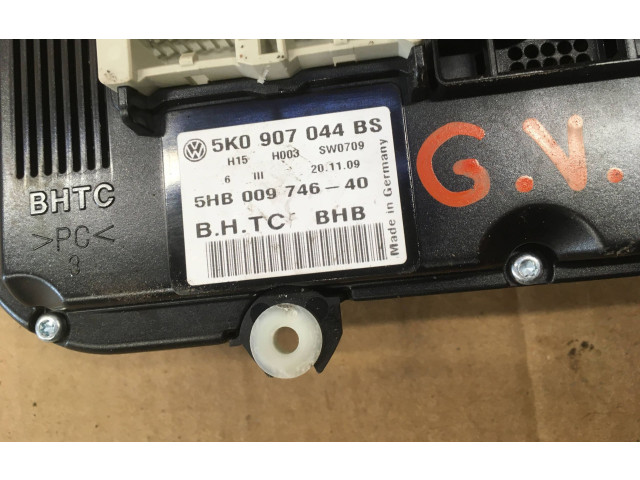 5K0 907 044 BS
H15 H003 SW0709
6 III 20.11.09
5HB 009 746-40
B.H.TC BHB
Made in Germany
BHTC
>PC<
G.V.